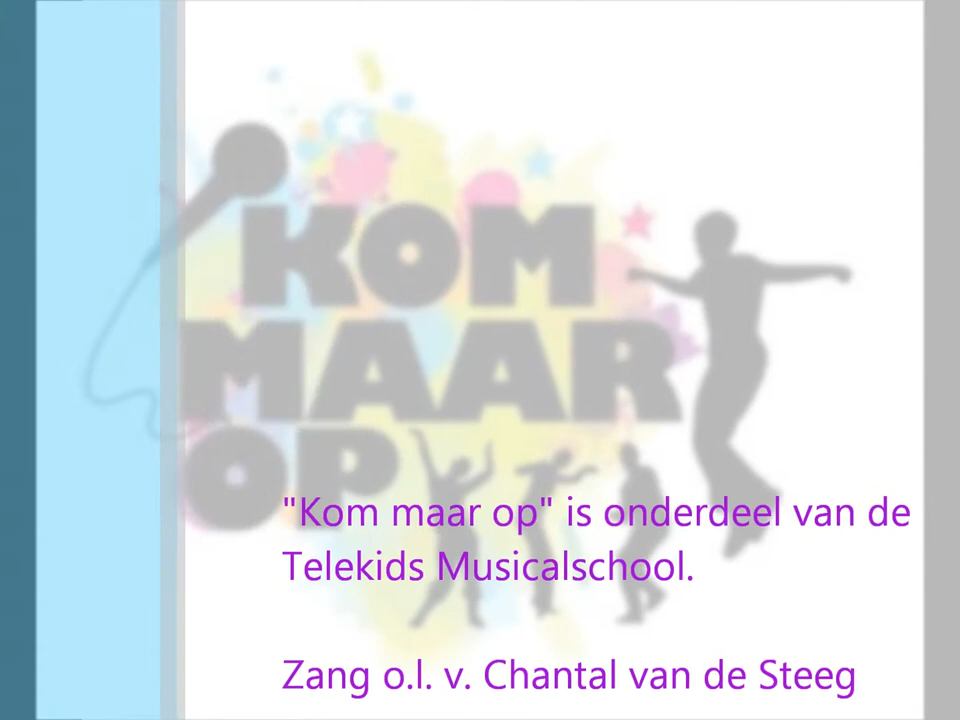 KOM
MAAR
OP
"Kom maar op" is onderdeel van de
Telekids Musicalschool.
Zang o.l. v. Chantal van de Steeg